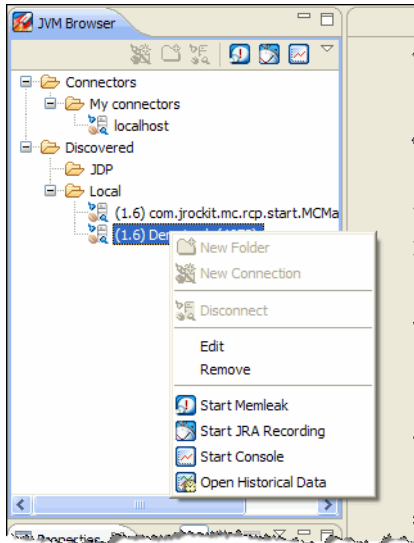 JVM Browser
Connectors
My connectors
localhost
Discovered
JDP
Local
(1.6) com.jrockit.mc.rcp.start.MCMa
(1.6)
New Folder
New Connection
Disconnect
Edit
Remove
Start Memleak
Start JRA Recording
Start Console
Open Historical Data
Properties